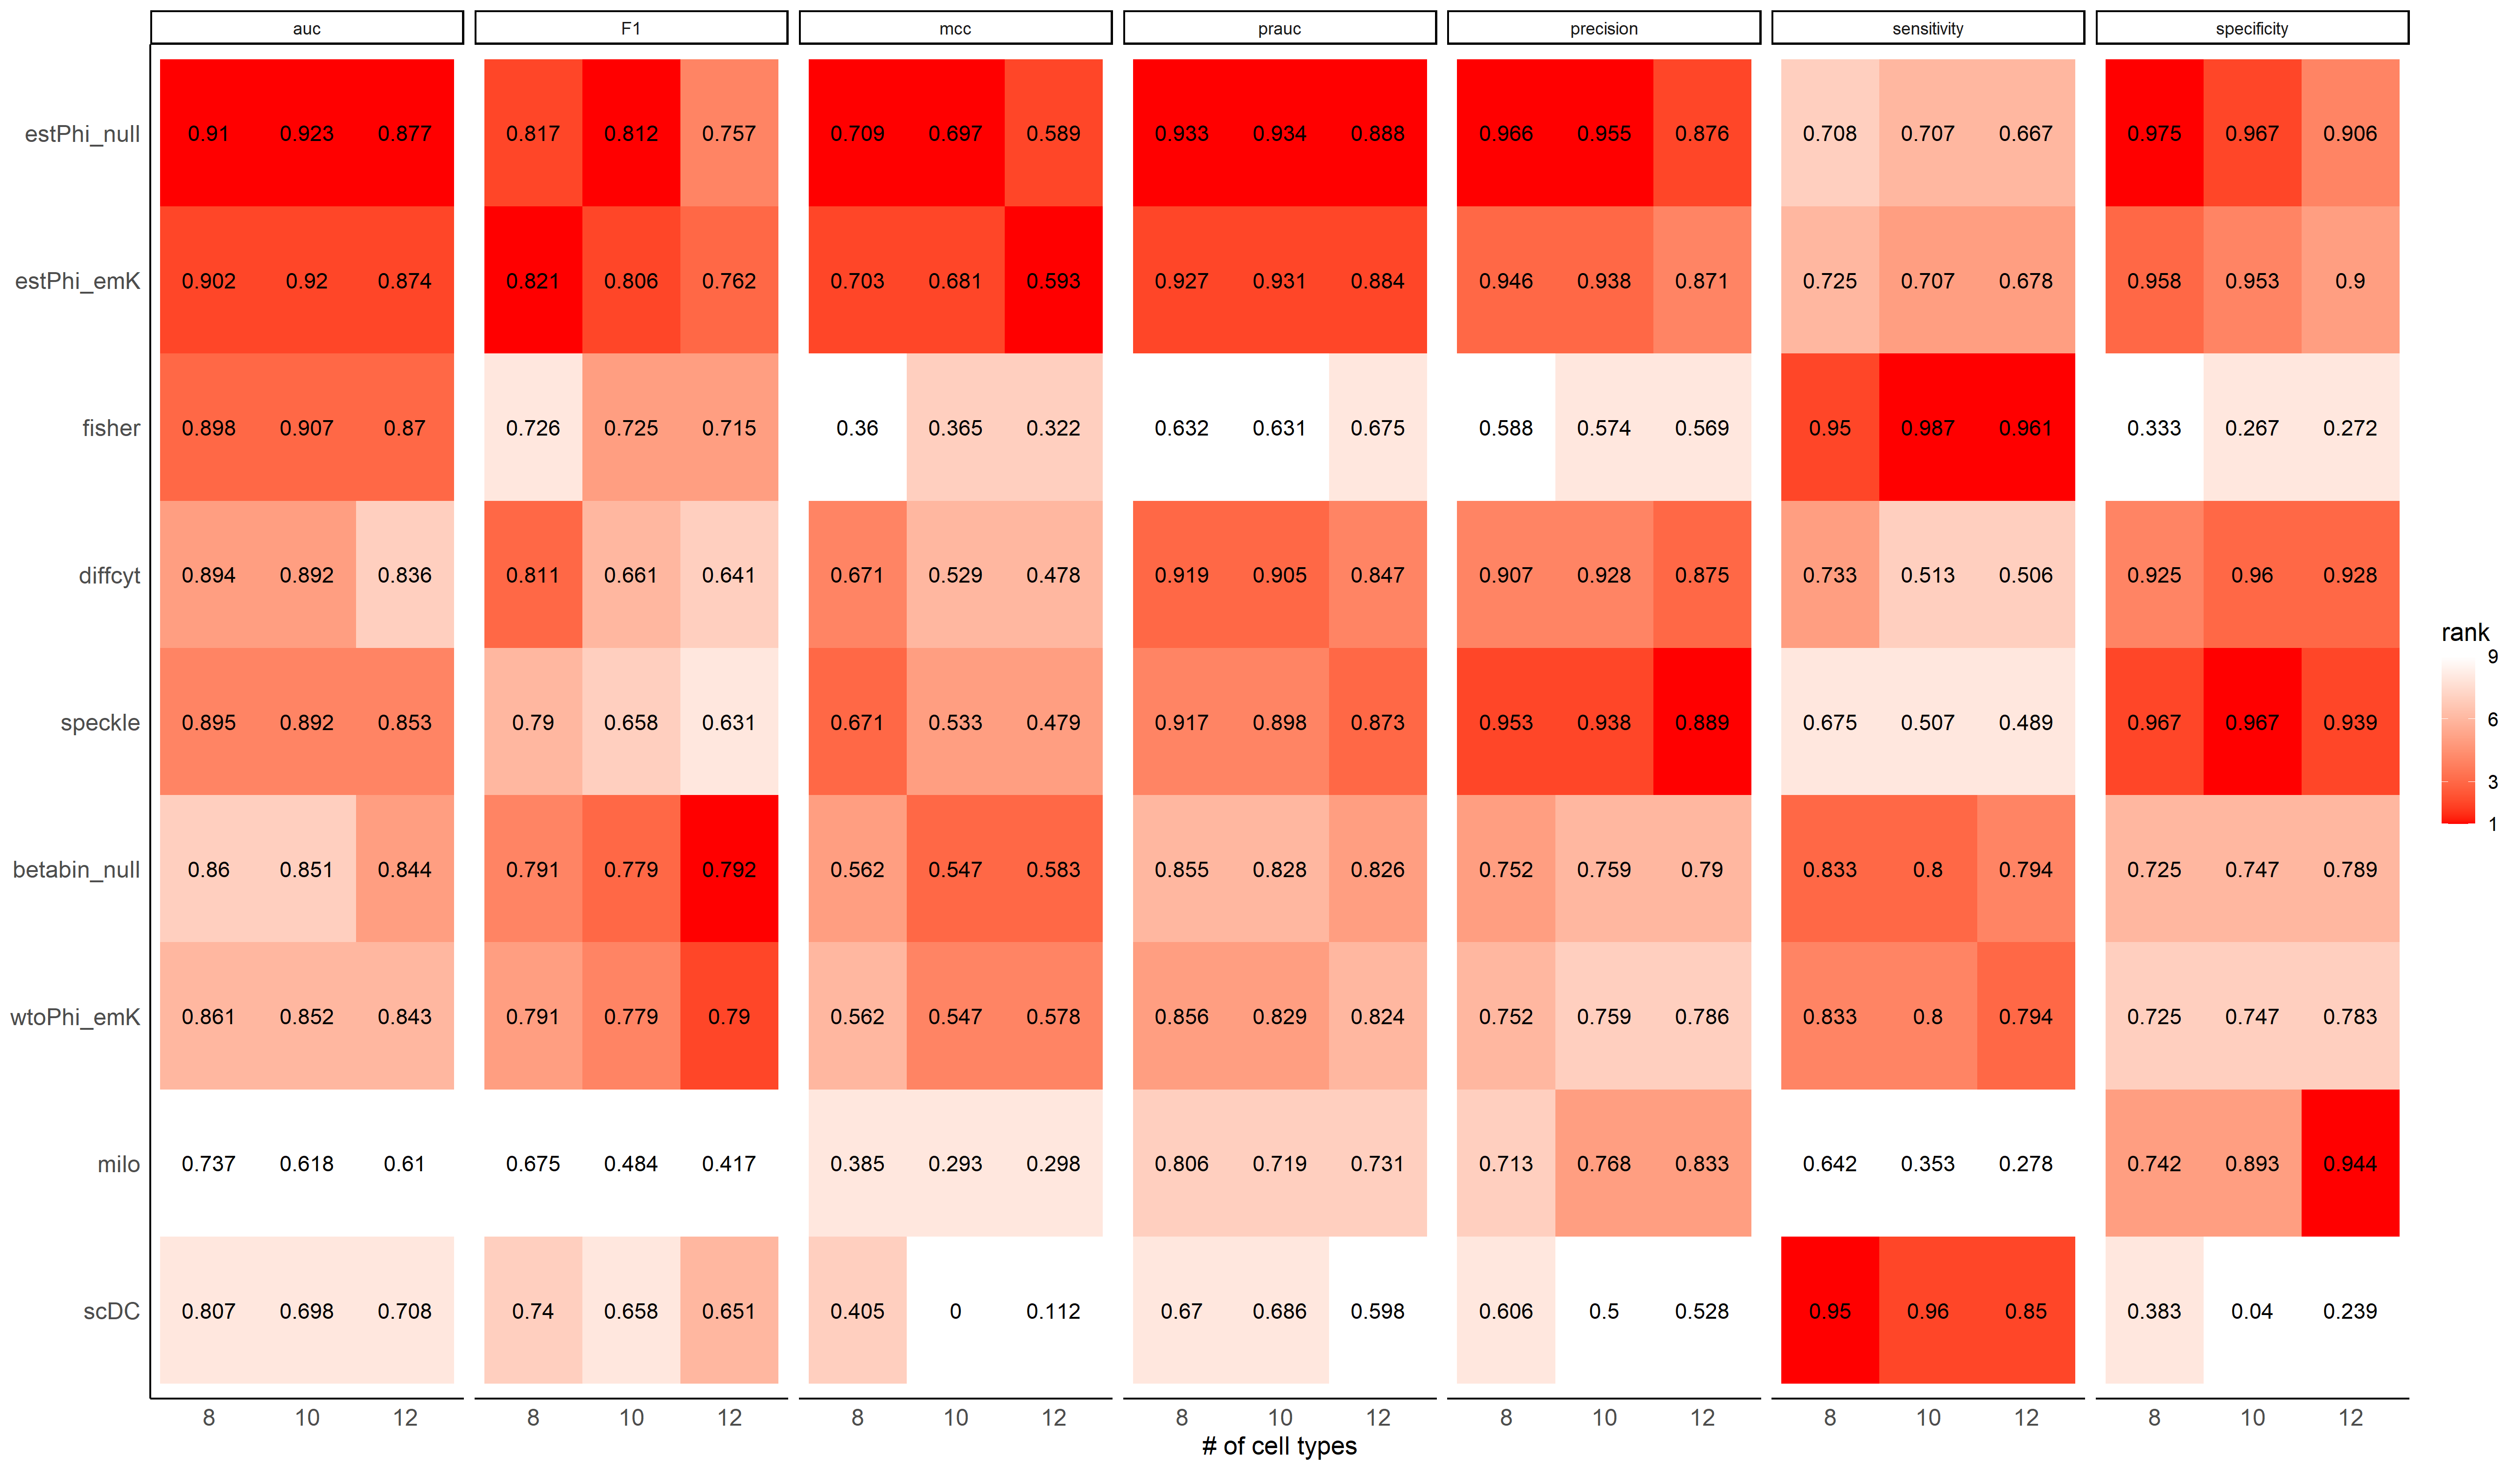 auc F1 mcc prauc precision sensitivity specificity
estPhi_null 0.91 0.923 0.877 0.817 0.812 0.757 0.709 0.697 0.589 0.933 0.934 0.888 0.966 0.955 0.876 0.708 0.707 0.667 0.975 0.967 0.906
estPhi_emK 0.902 0.92 0.874 0.821 0.806 0.762 0.703 0.681 0.593 0.927 0.931 0.884 0.946 0.938 0.871 0.725 0.707 0.678 0.958 0.953 0.9
fisher 0.898 0.907 0.87 0.726 0.725 0.715 0.36 0.365 0.322 0.632 0.631 0.675 0.588 0.574 0.569 0.95 0.987 0.961 0.333 0.267 0.272
diffcyt 0.894 0.892 0.836 0.811 0.661 0.641 0.671 0.529 0.478 0.919 0.905 0.847 0.907 0.928 0.875 0.733 0.513 0.506 0.925 0.96 0.928
speckle 0.895 0.892 0.853 0.79 0.658 0.631 0.671 0.533 0.479 0.917 0.898 0.873 0.953 0.938 0.889 0.675 0.507 0.489 0.967 0.967 0.939
betabin_null 0.86 0.851 0.844 0.791 0.779 0.792 0.562 0.547 0.583 0.855 0.828 0.826 0.752 0.759 0.79 0.833 0.8 0.794 0.725 0.747 0.789
wtoPhi_emK 0.861 0.852 0.843 0.791 0.779 0.79 0.562 0.547 0.578 0.856 0.829 0.824 0.752 0.759 0.786 0.833 0.8 0.794 0.725 0.747 0.783
milo 0.737 0.618 0.61 0.675 0.484 0.417 0.385 0.293 0.298 0.806 0.719 0.731 0.713 0.768 0.833 0.642 0.353 0.278 0.742 0.893 0.944
scDC 0.807 0.698 0.708 0.74 0.658 0.651 0.405 0 0.112 0.67 0.686 0.598 0.606 0.5 0.528 0.95 0.96 0.85 0.383 0.04 0.239
8 10 12 8 10 12 8 10 12 8 10 12 8 10 12 8 10 12 8 10 12
# of cell types
rank
9
6
3
1